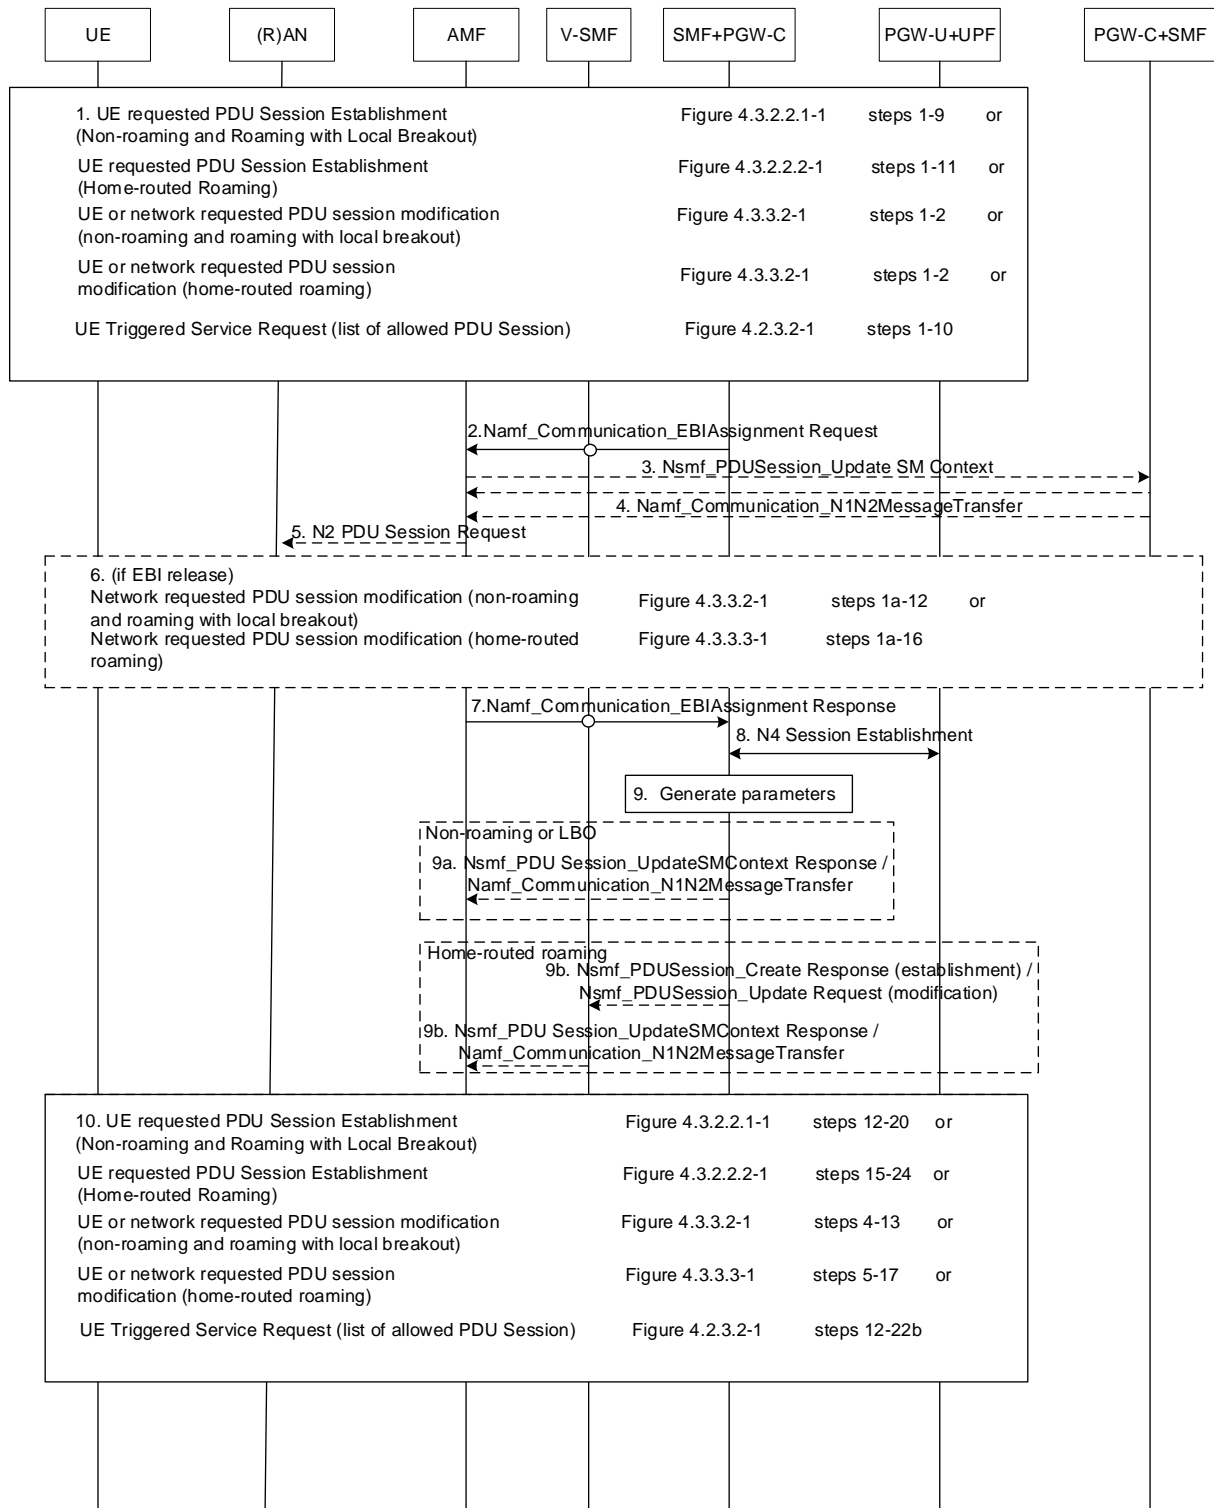 UE
(R)AN
AMF
V-SMF
SMF+PGW-C
PGW-U+UPF
PGW-C+SMF
1. UE requested PDU Session Establishment
(Non-roaming and Roaming with Local Breakout)
Figure 4.3.2.2.1-1 steps 1-9 or
UE requested PDU Session Establishment
(Home-routed Roaming)
Figure 4.3.2.2.2-1 steps 1-11 or
UE or network requested PDU session modification
(non-roaming and roaming with local breakout)
Figure 4.3.3.2-1 steps 1-2 or
UE or network requested PDU session
modification (home-routed roaming)
Figure 4.3.3.2-1 steps 1-2 or
UE Triggered Service Request (list of allowed PDU Session)
Figure 4.2.3.2-1 steps 1-10
2.Namf_Communication_EBIAssignment Request
3. Nsmf_PDUSession_Update SM Context
4. Namf_Communication_N1N2MessageTransfer
5. N2 PDU Session Request
6. (if EBI release)
Network requested PDU session modification (non-roaming
and roaming with local breakout)
Figure 4.3.3.2-1 steps 1a-12 or
Network requested PDU session modification (home-routed
roaming)
Figure 4.3.3.3-1 steps 1a-16
7.Namf_Communication_EBIAssignment Response
8. N4 Session Establishment
9. Generate parameters
Non-roaming or LBO
9a. Nsmf_PDU Session_UpdateSMContext Response /
Namf_Communication_N1N2MessageTransfer
Home-routed roaming
9b. Nsmf_PDUSession_Create Response (establishment) /
Nsmf_PDUSession_Update Request (modification)
9b. Nsmf_PDU Session_UpdateSMContext Response /
Namf_Communication_N1N2MessageTransfer
10. UE requested PDU Session Establishment
(Non-roaming and Roaming with Local Breakout)
Figure 4.3.2.2.1-1 steps 12-20 or
UE requested PDU Session Establishment
(Home-routed Roaming)
Figure 4.3.2.2.2-1 steps 15-24 or
UE or network requested PDU session modification
(non-roaming and roaming with local breakout)
Figure 4.3.3.2-1 steps 4-13 or
UE or network requested PDU session
modification (home-routed roaming)
Figure 4.3.3.3-1 steps 5-17 or
UE Triggered Service Request (list of allowed PDU Session)
Figure 4.2.3.2-1 steps 12-22b